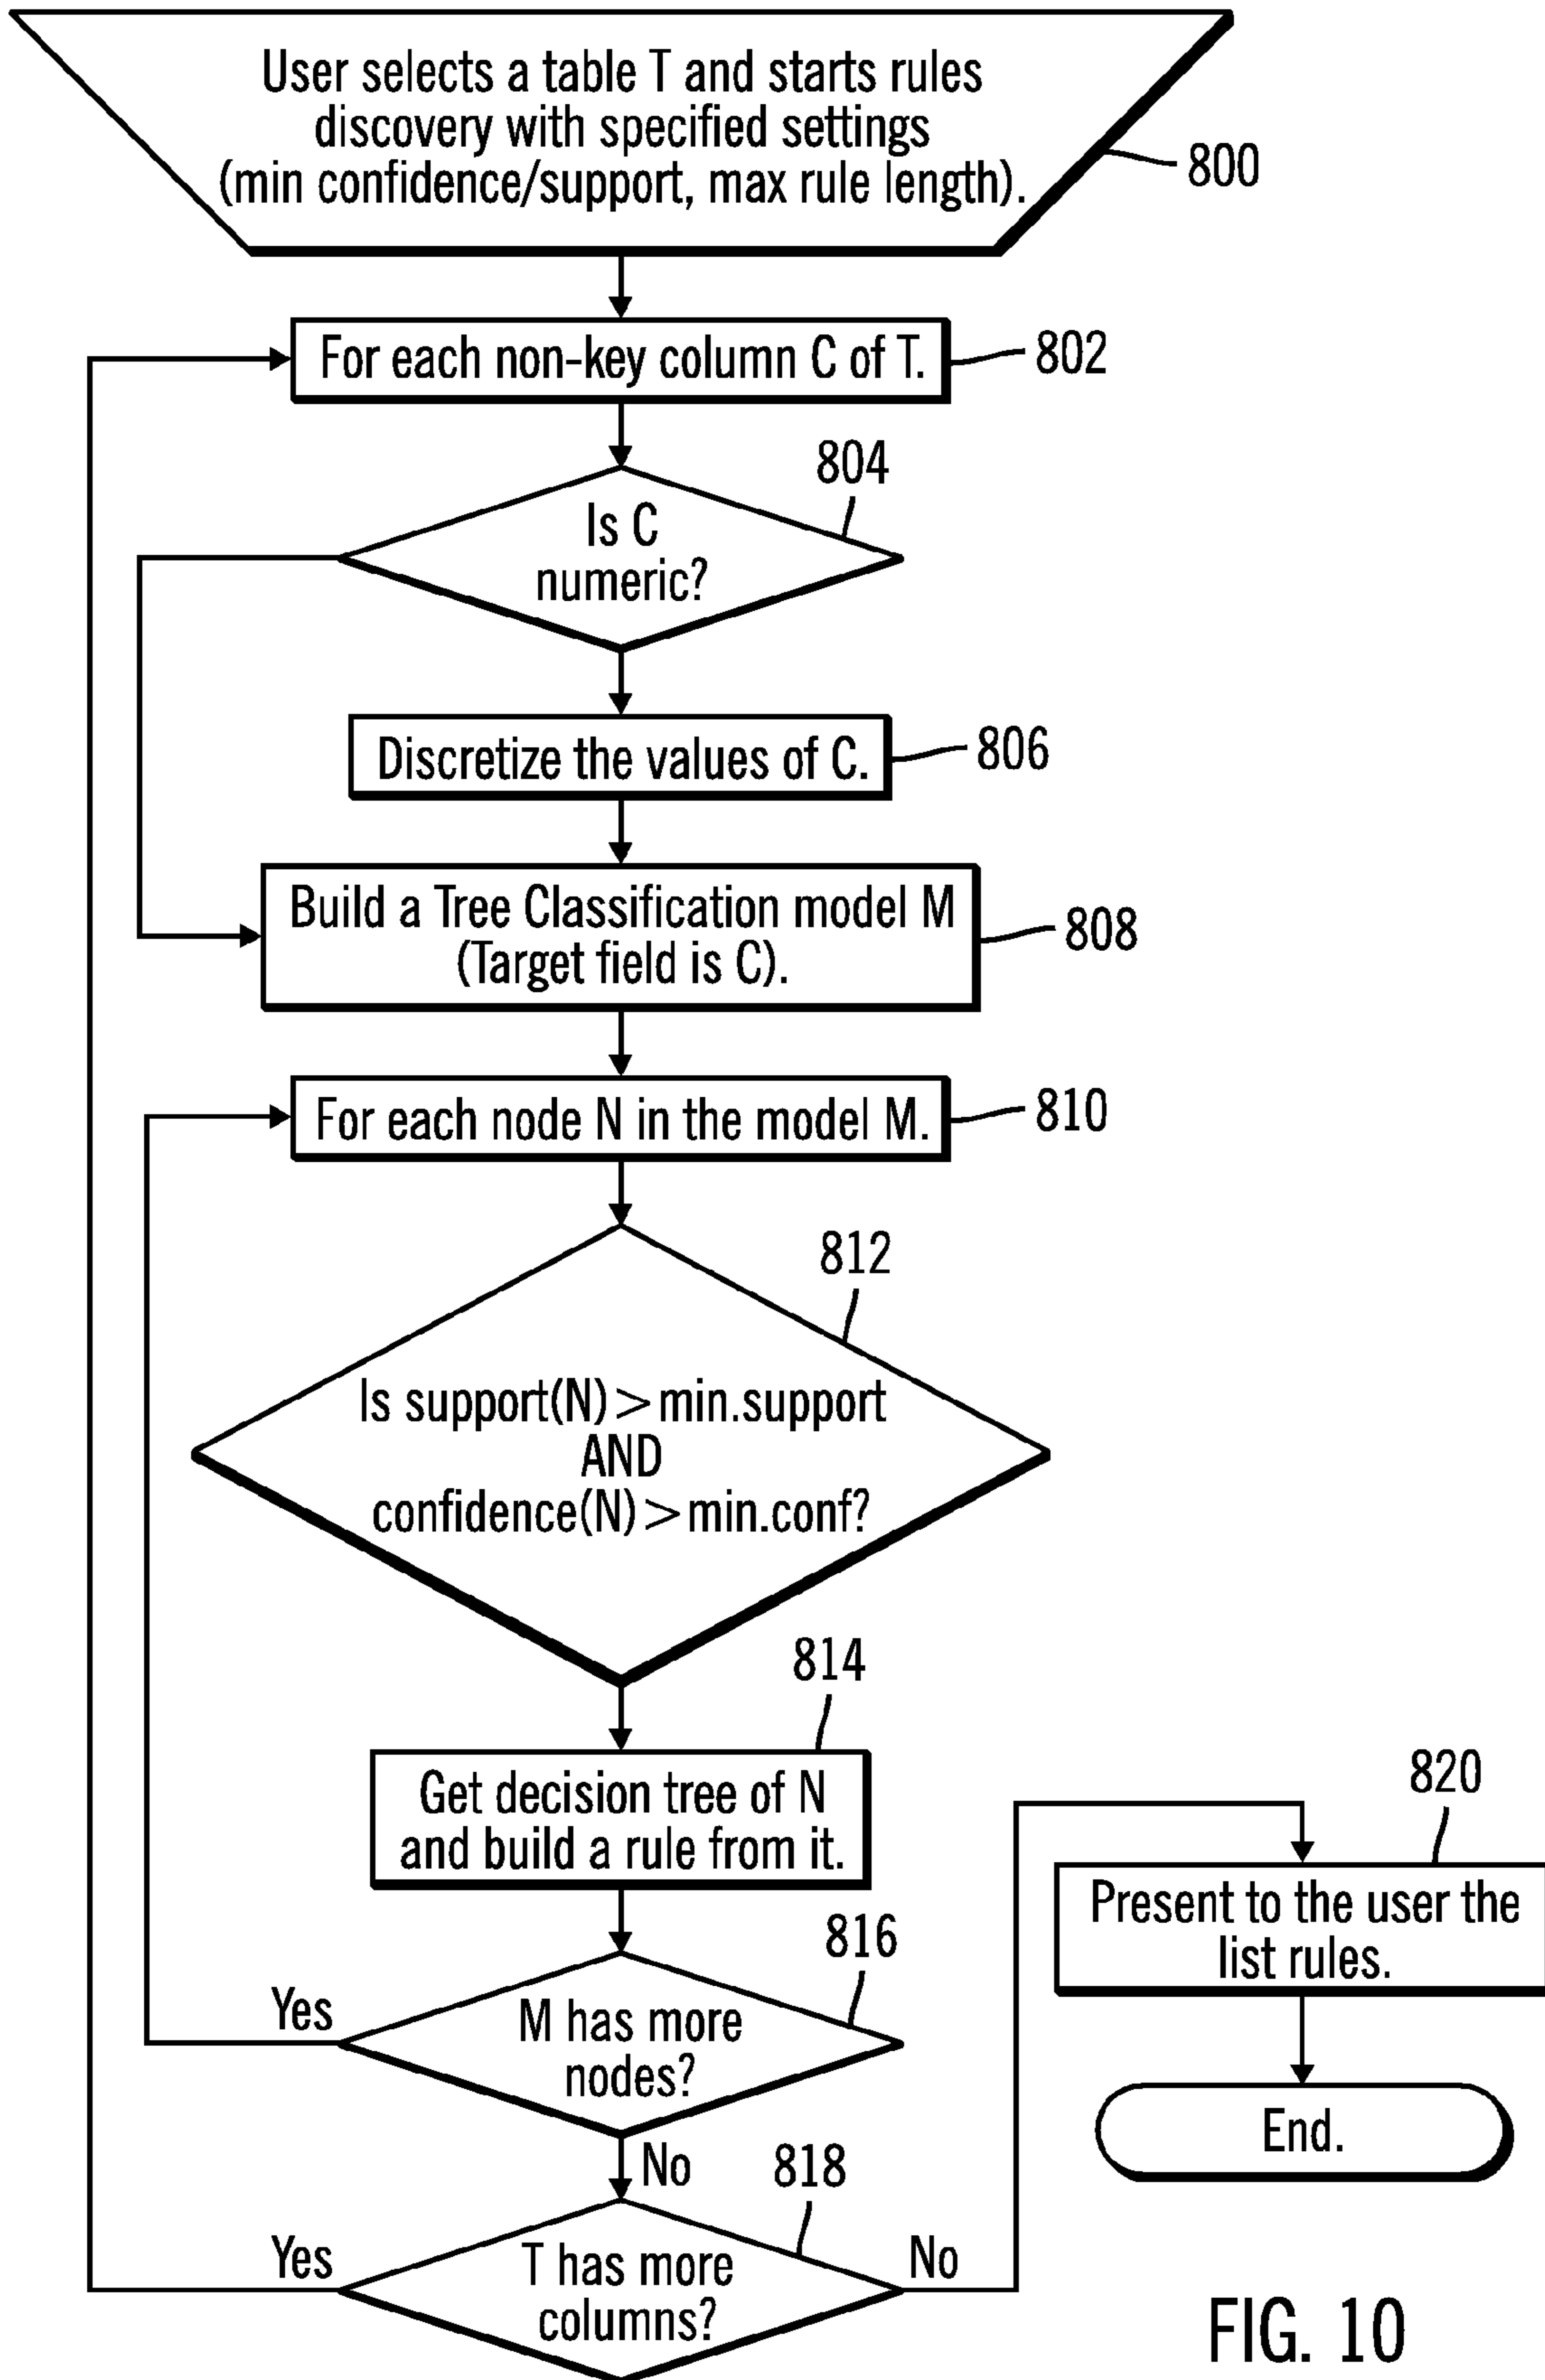 User selects a table T and starts rules
discovery with specified settings
(min confidence/support, max rule length).
800
For each non-key column C of T.
802
804
Is C
numeric?
Discretize the values of C.
806
Build a Tree Classification model M
(Target field is C).
808
For each node N in the model M.
810
812
Is support(N)>min.support
AND
confidence(N)>min.conf?
814
Get decision tree of N
and build a rule from it.
816
M has more
nodes?
Yes
No
818
T has more
columns?
Yes
No
820
Present to the user the
list rules.
End.
FIG. 10